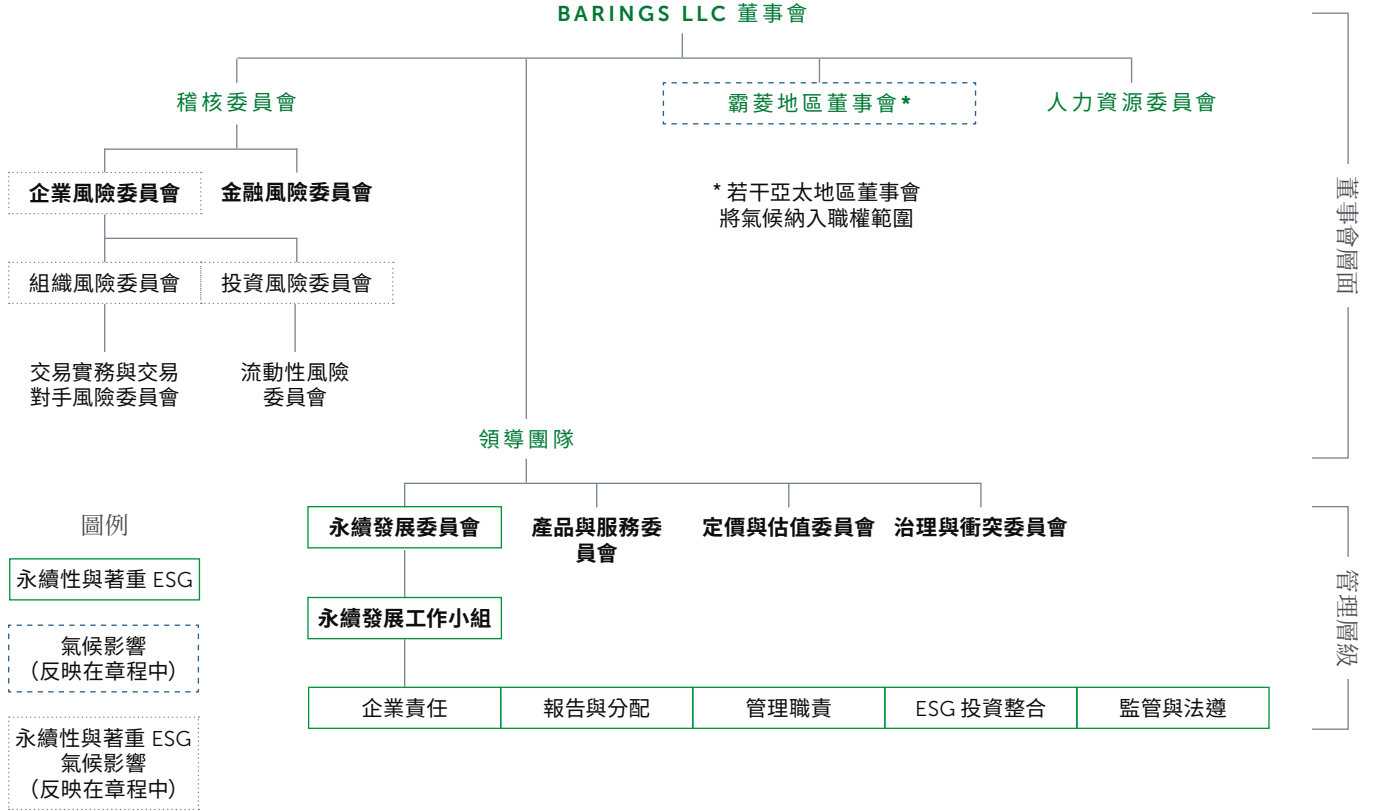 BARINGS LLC 董事會
稽核委員會
霸菱地區董事會*
人力資源委員會
企業風險委員會
金融風險委員會
* 若干亞太地區董事會
將氣候納入職權範圍
組織風險委員會
投資風險委員會
交易實務與交易
對手風險委員會
流動性風險
委員會
董事會層面
領導團隊
永續發展委員會
產品與服務委
員會
定價與估值委員會
治理與衝突委員會
永續發展工作小組
企業責任
報告與分配
管理職責
ESG 投資整合
監管與法遵
管理層級
圖例
永續性與著重 ESG
氣候影響
（反映在章程中）
永續性與著重 ESG
氣候影響
（反映在章程中）